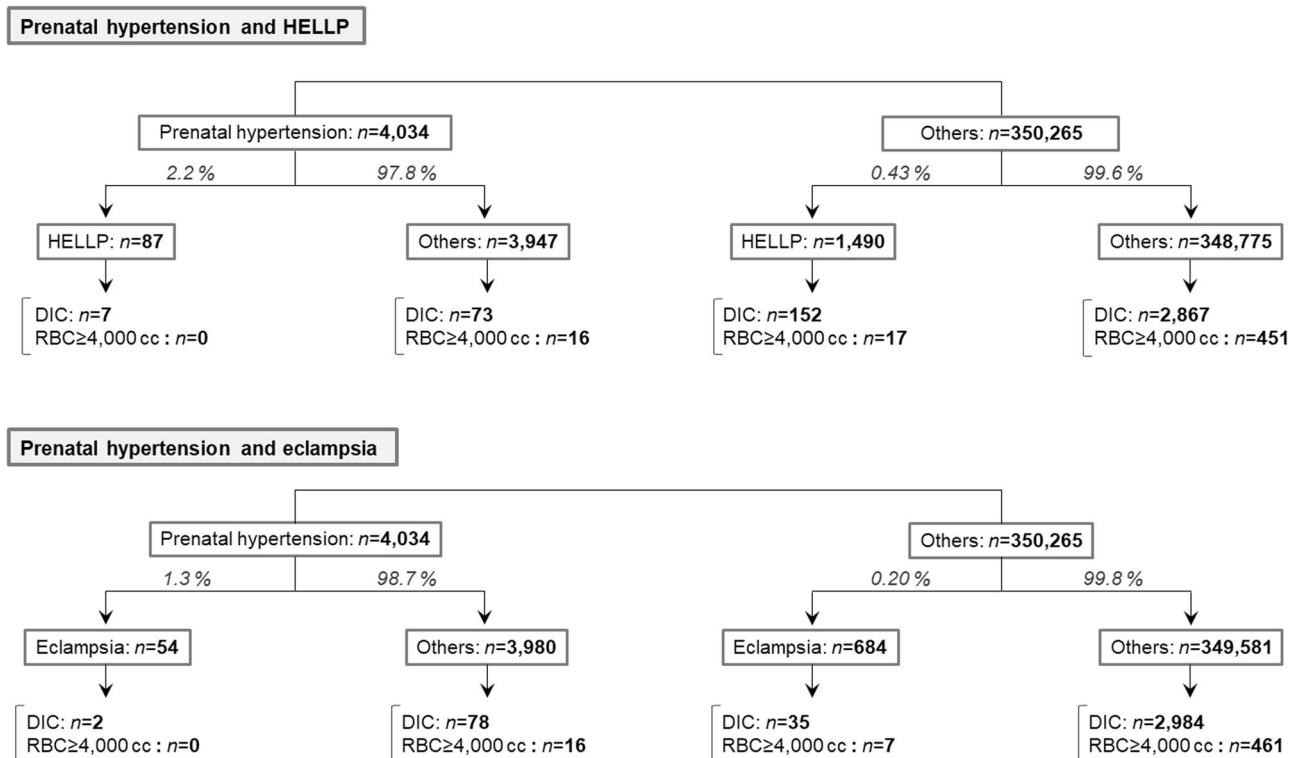 Prenatal hypertension and HELLP
Prenatal hypertension: n=4,034
Others: n=350,265
2.2 %
97.8 %
0.43 %
99.6 %
HELLP: n=87
Others: n=3,947
HELLP: n=1,490
Others: n=348,775
DIC: n=7
RBC≥4,000 cc : n=0
DIC: n=73
RBC≥4,000 cc : n=16
DIC: n=152
RBC≥4,000 cc : n=17
DIC: n=2,867
RBC≥4,000 cc : n=451
Prenatal hypertension and eclampsia
Prenatal hypertension: n=4,034
Others: n=350,265
1.3 %
98.7 %
0.20 %
99.8 %
Eclampsia: n=54
Others: n=3,980
Eclampsia: n=684
Others: n=349,581
DIC: n=2
RBC≥4,000 cc : n=0
DIC: n=78
RBC≥4,000 cc : n=16
DIC: n=35
RBC≥4,000 cc : n=7
DIC: n=2,984
RBC≥4,000 cc : n=461